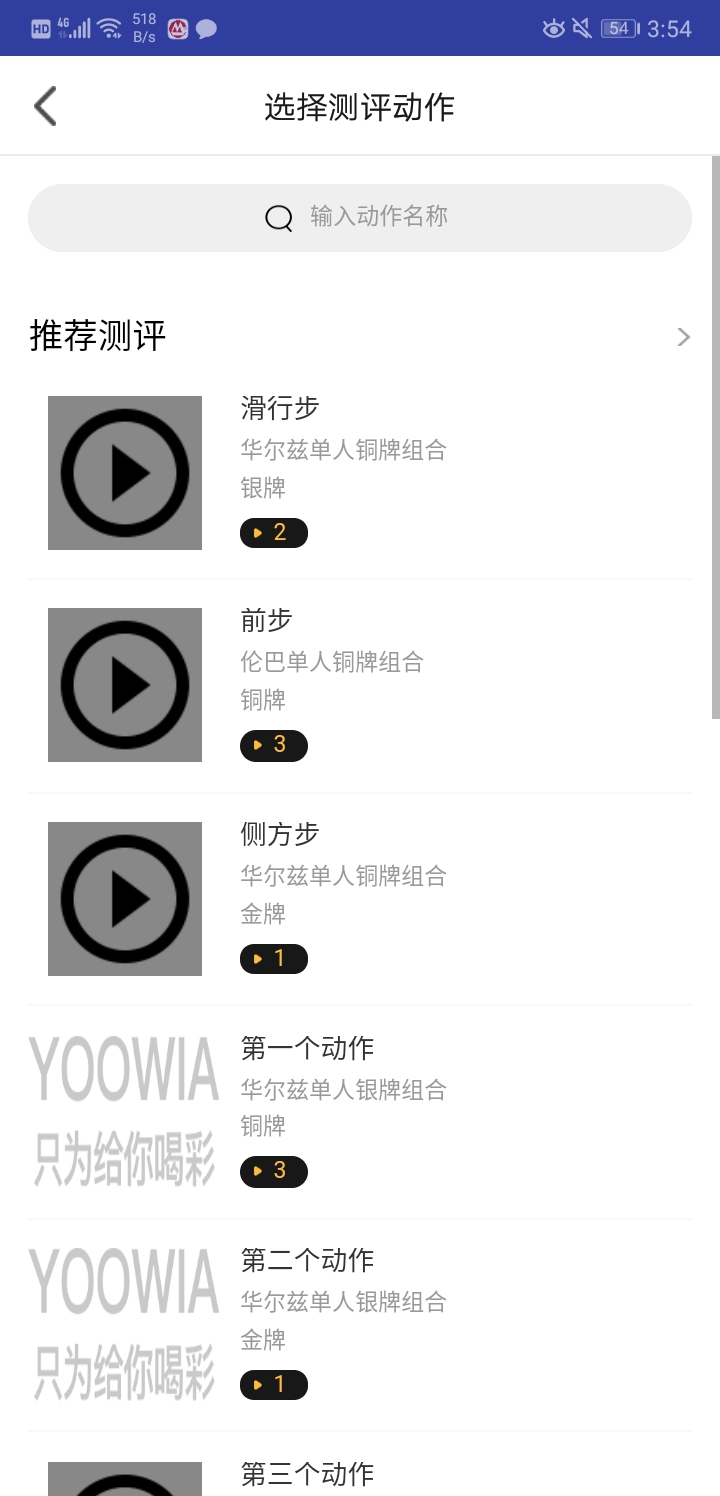 HD 4G 518 B/s 54 3:54
选择测评动作
输入动作名称
推荐测评
滑行步
华尔兹单人铜牌组合
银牌
2
前步
伦巴单人铜牌组合
铜牌
3
侧方步
华尔兹单人铜牌组合
金牌
1
YOOWIA
只为给你喝彩
第一个动作
华尔兹单人银牌组合
铜牌
3
YOOWIA
只为给你喝彩
第二个动作
华尔兹单人银牌组合
金牌
1
第三个动作